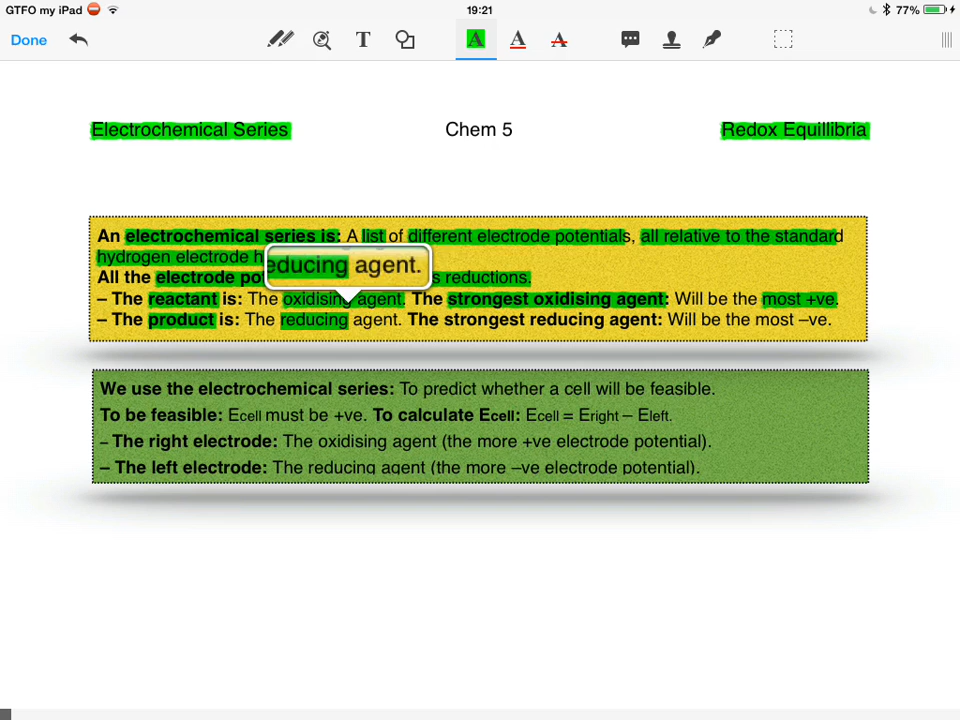 GTFO my iPad 19:21 77%
Done T A A A
Electrochemical Series Chem 5 Redox Equillibria
An electrochemical series is: A list of different electrode potentials, all relative to the standard
hydrogen electrode
educing agent.
All the electrode reductions.
– The reactant is: The oxidising agent. The strongest oxidising agent: Will be the most +ve.
– The product is: The reducing agent. The strongest reducing agent: Will be the most –ve.
We use the electrochemical series: To predict whether a cell will be feasible.
To be feasible: Ecell must be +ve. To calculate Ecell: Ecell = Eright – Eleft.
– The right electrode: The oxidising agent (the more +ve electrode potential).
– The left electrode: The reducing agent (the more –ve electrode potential).